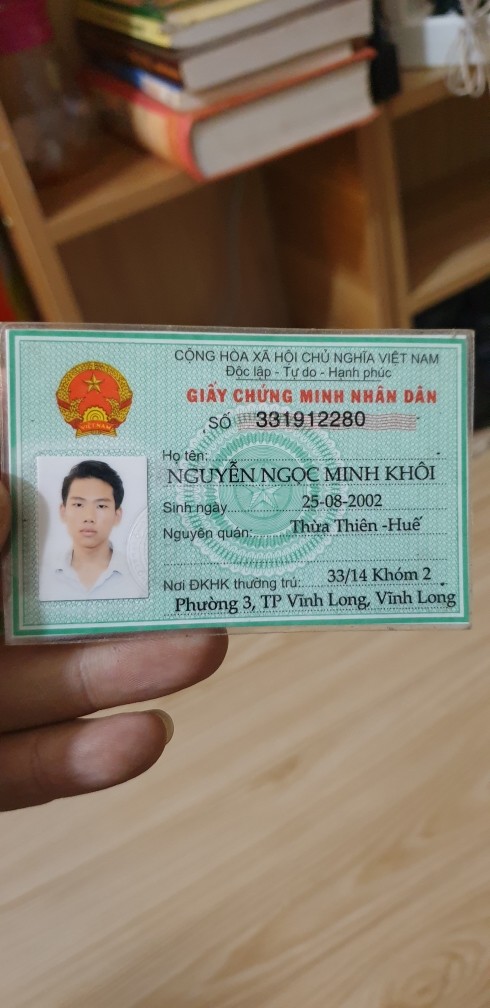 CỘNG HÒA XÃ HỘI CHỦ NGHĨA VIỆT NAM
Độc lập - Tự do - Hạnh phúc
GIẤY CHỨNG MINH NHÂN DÂN
SỐ 331912280
Họ tên:
NGUYỄN NGỌC MINH KHÔI
Sinh ngày 25-08-2002
Nguyên quán: Thừa Thiên -Huế
Nơi ĐKHK thường trú: 33/14 Khóm 2
Phường 3, TP Vĩnh Long, Vĩnh Long
VIỆT NAM